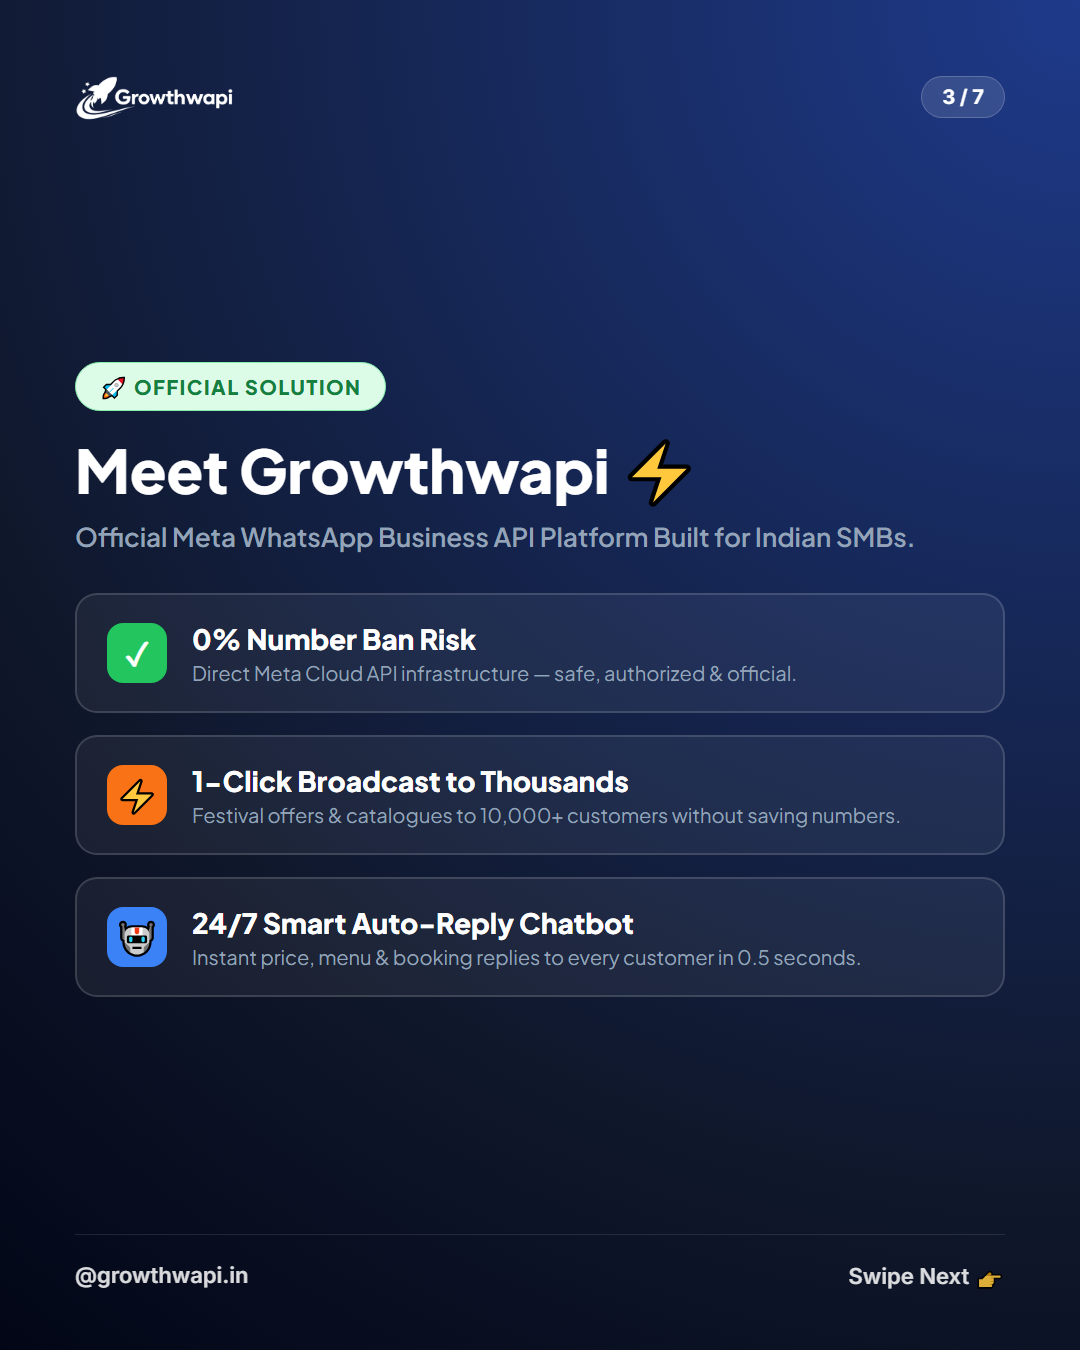 Growthwapi
3 / 7
🚀 OFFICIAL SOLUTION
Meet Growthwapi ⚡
Official Meta WhatsApp Business API Platform Built for Indian SMBs.
0% Number Ban Risk
Direct Meta Cloud API infrastructure — safe, authorized & official.
1-Click Broadcast to Thousands
Festival offers & catalogues to 10,000+ customers without saving numbers.
24/7 Smart Auto-Reply Chatbot
Instant price, menu & booking replies to every customer in 0.5 seconds.
@growthwapi.in
Swipe Next 👉